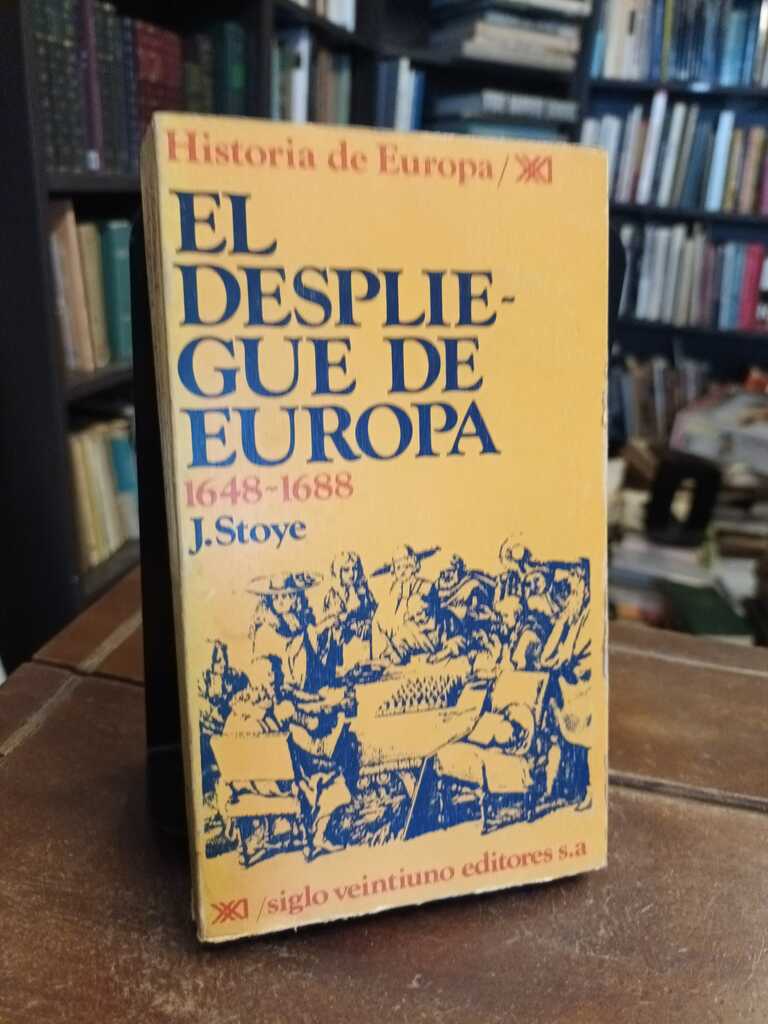 Historia de Europa/
EL
DESPLIE-
GUE DE
EUROPA
1648-1688
J.Stoye
/siglo veintiuno editores s.a